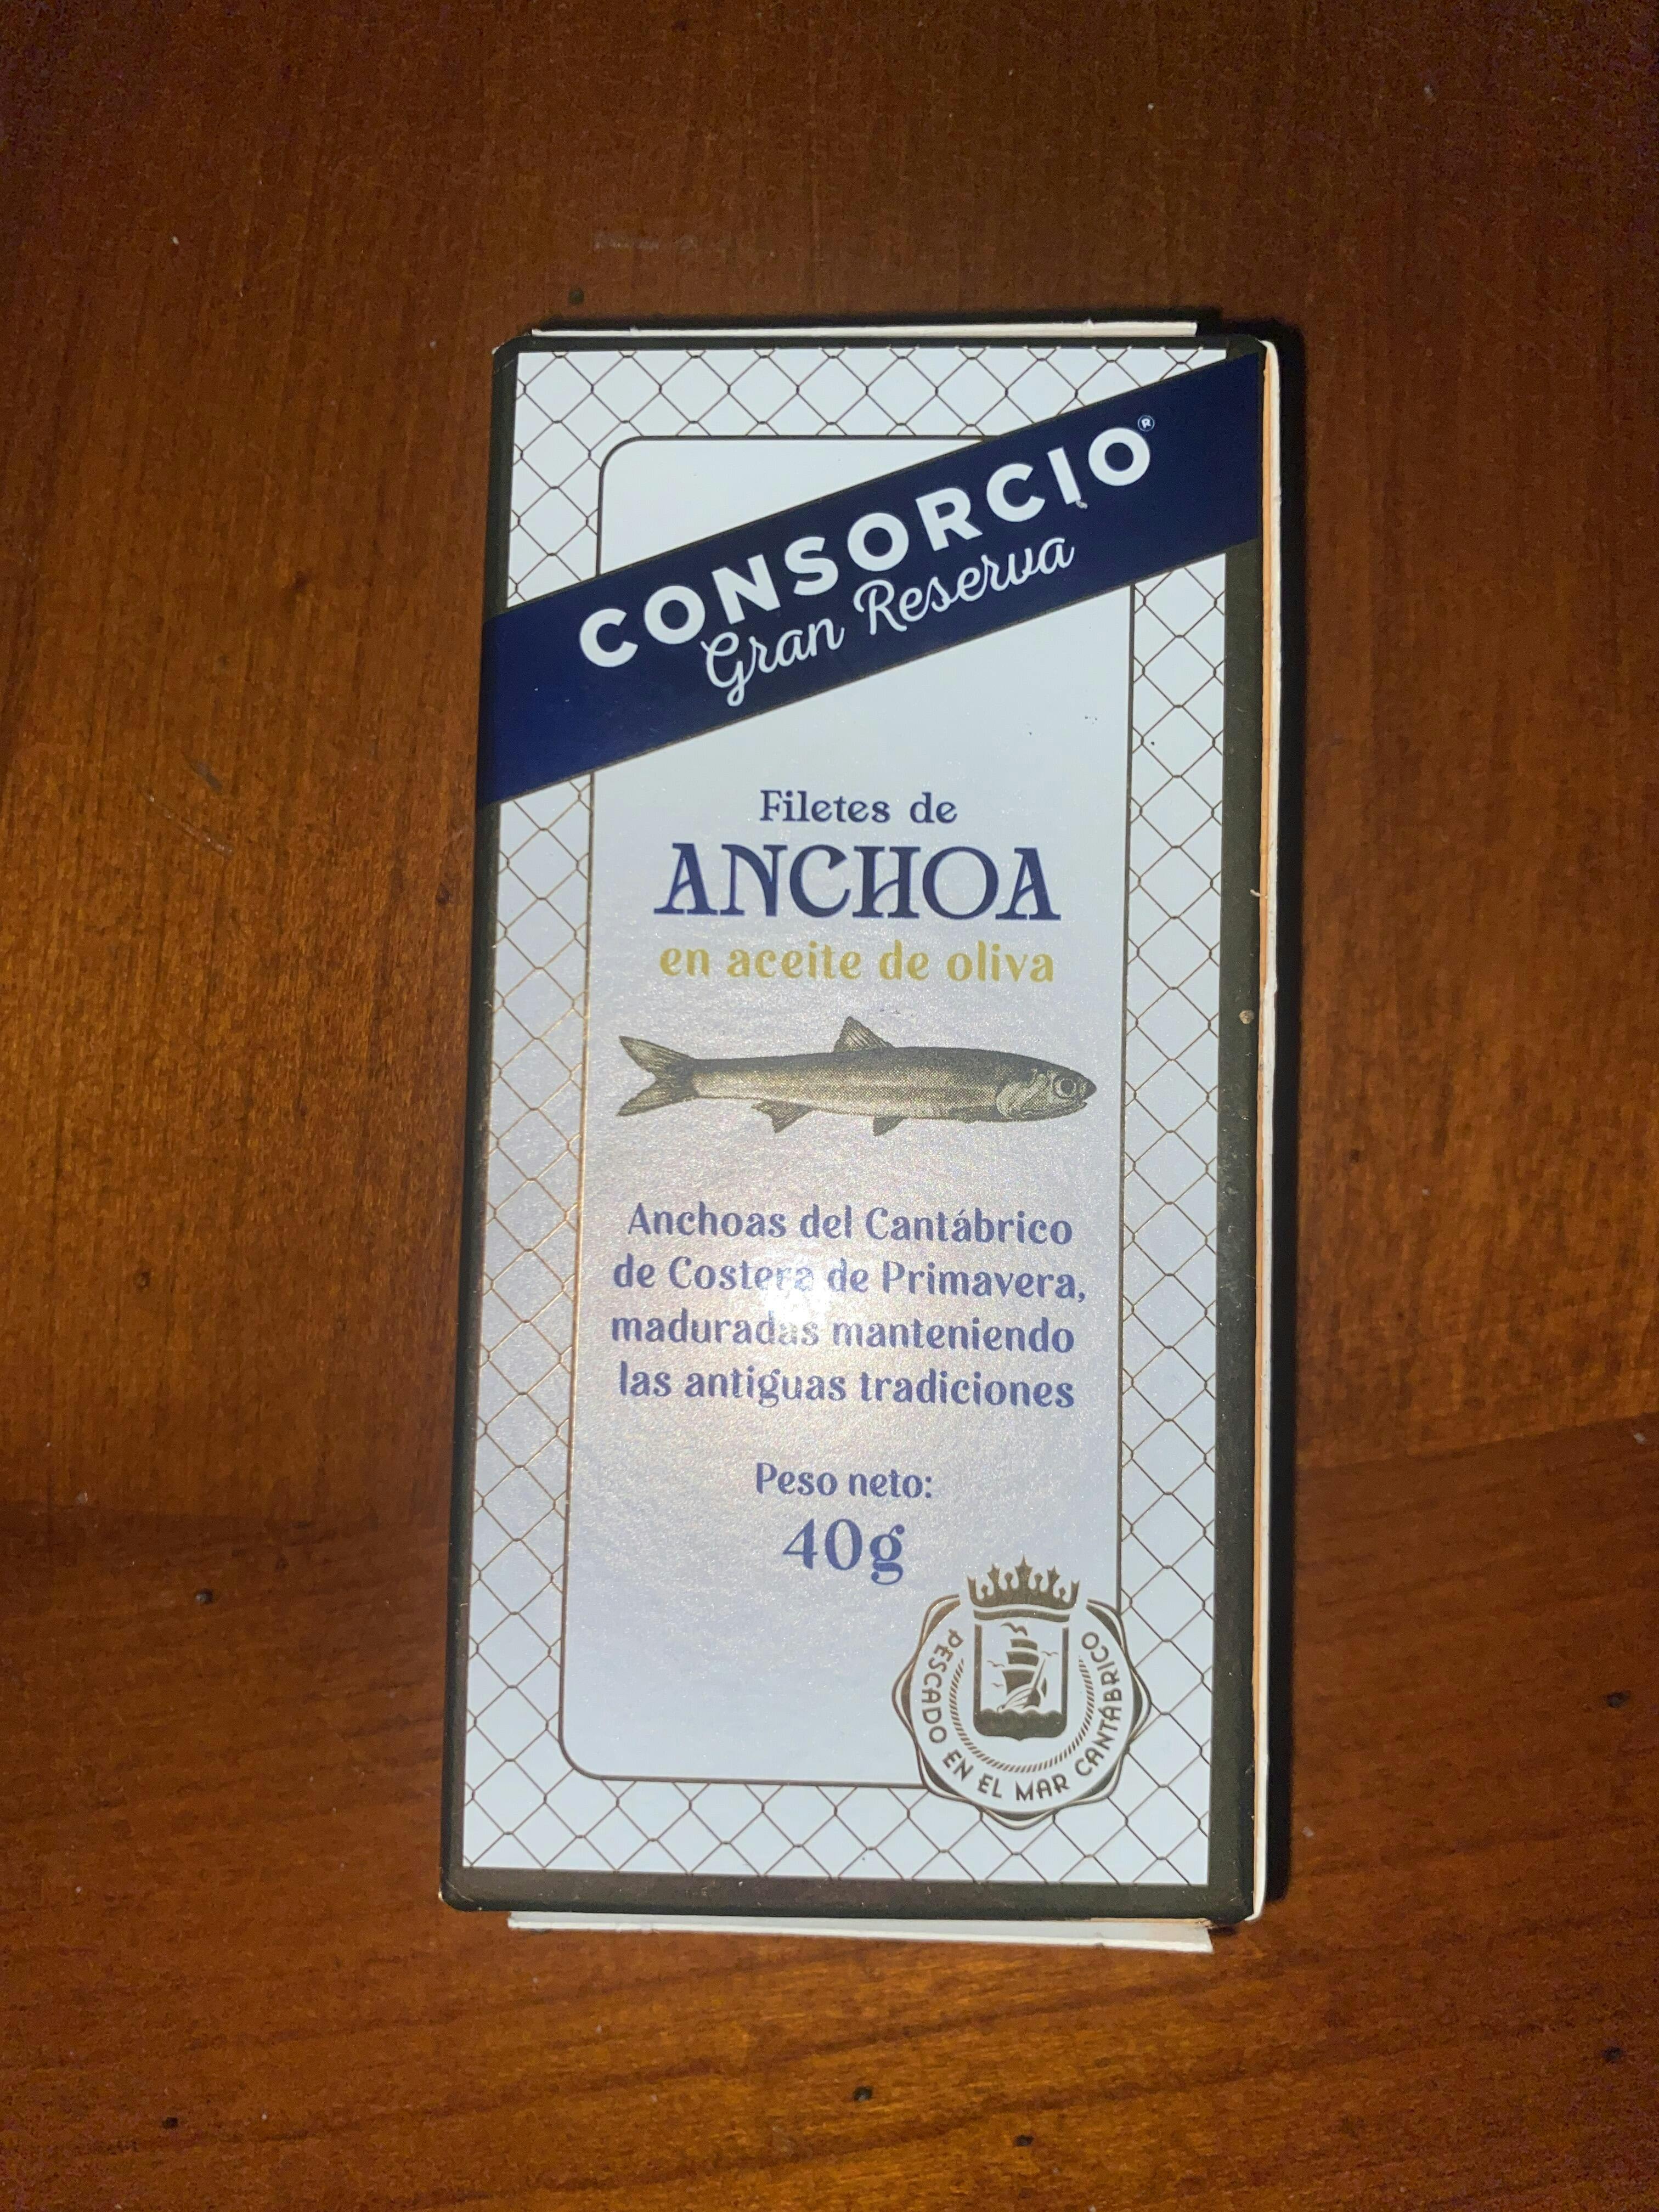 CONSORCIO®
Gran Reserva
Filetes de
ANCHOA
en aceite de oliva
Anchoas del Cantábrico
de Costera de Primavera,
maduradas manteniendo
las antiguas tradiciones
Peso neto:
40g
PESCADO EN EL MAR CANTÁBRICO